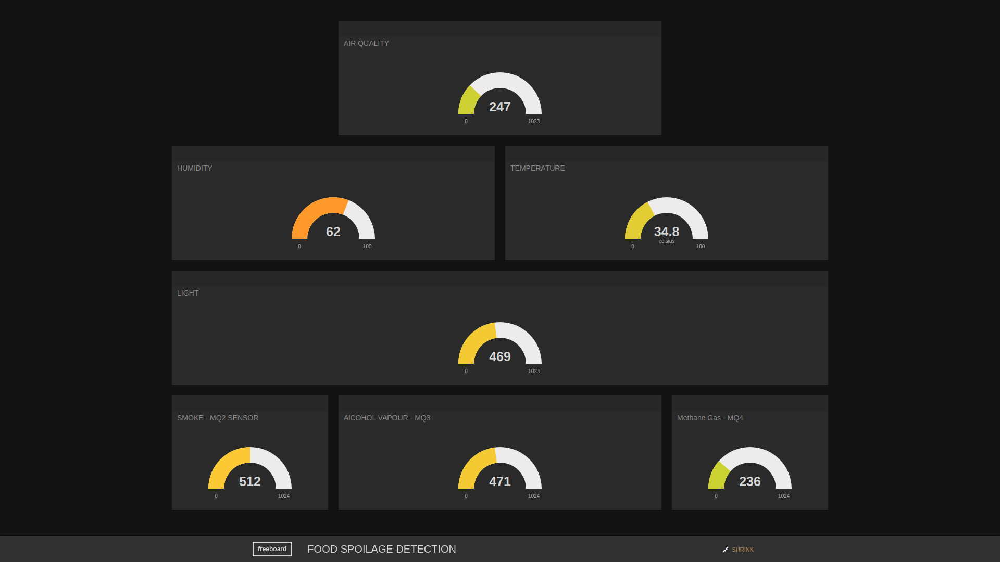 AIR QUALITY
247
0 1023
HUMIDITY
62
0 100
TEMPERATURE
34.8
celsius
0 100
LIGHT
469
0 1023
SMOKE - MQ2 SENSOR
512
0 1024
AlCOHOL VAPOUR - MQ3
471
0 1024
Methane Gas - MQ4
236
0 1024
freeboard
FOOD SPOILAGE DETECTION
SHRINK